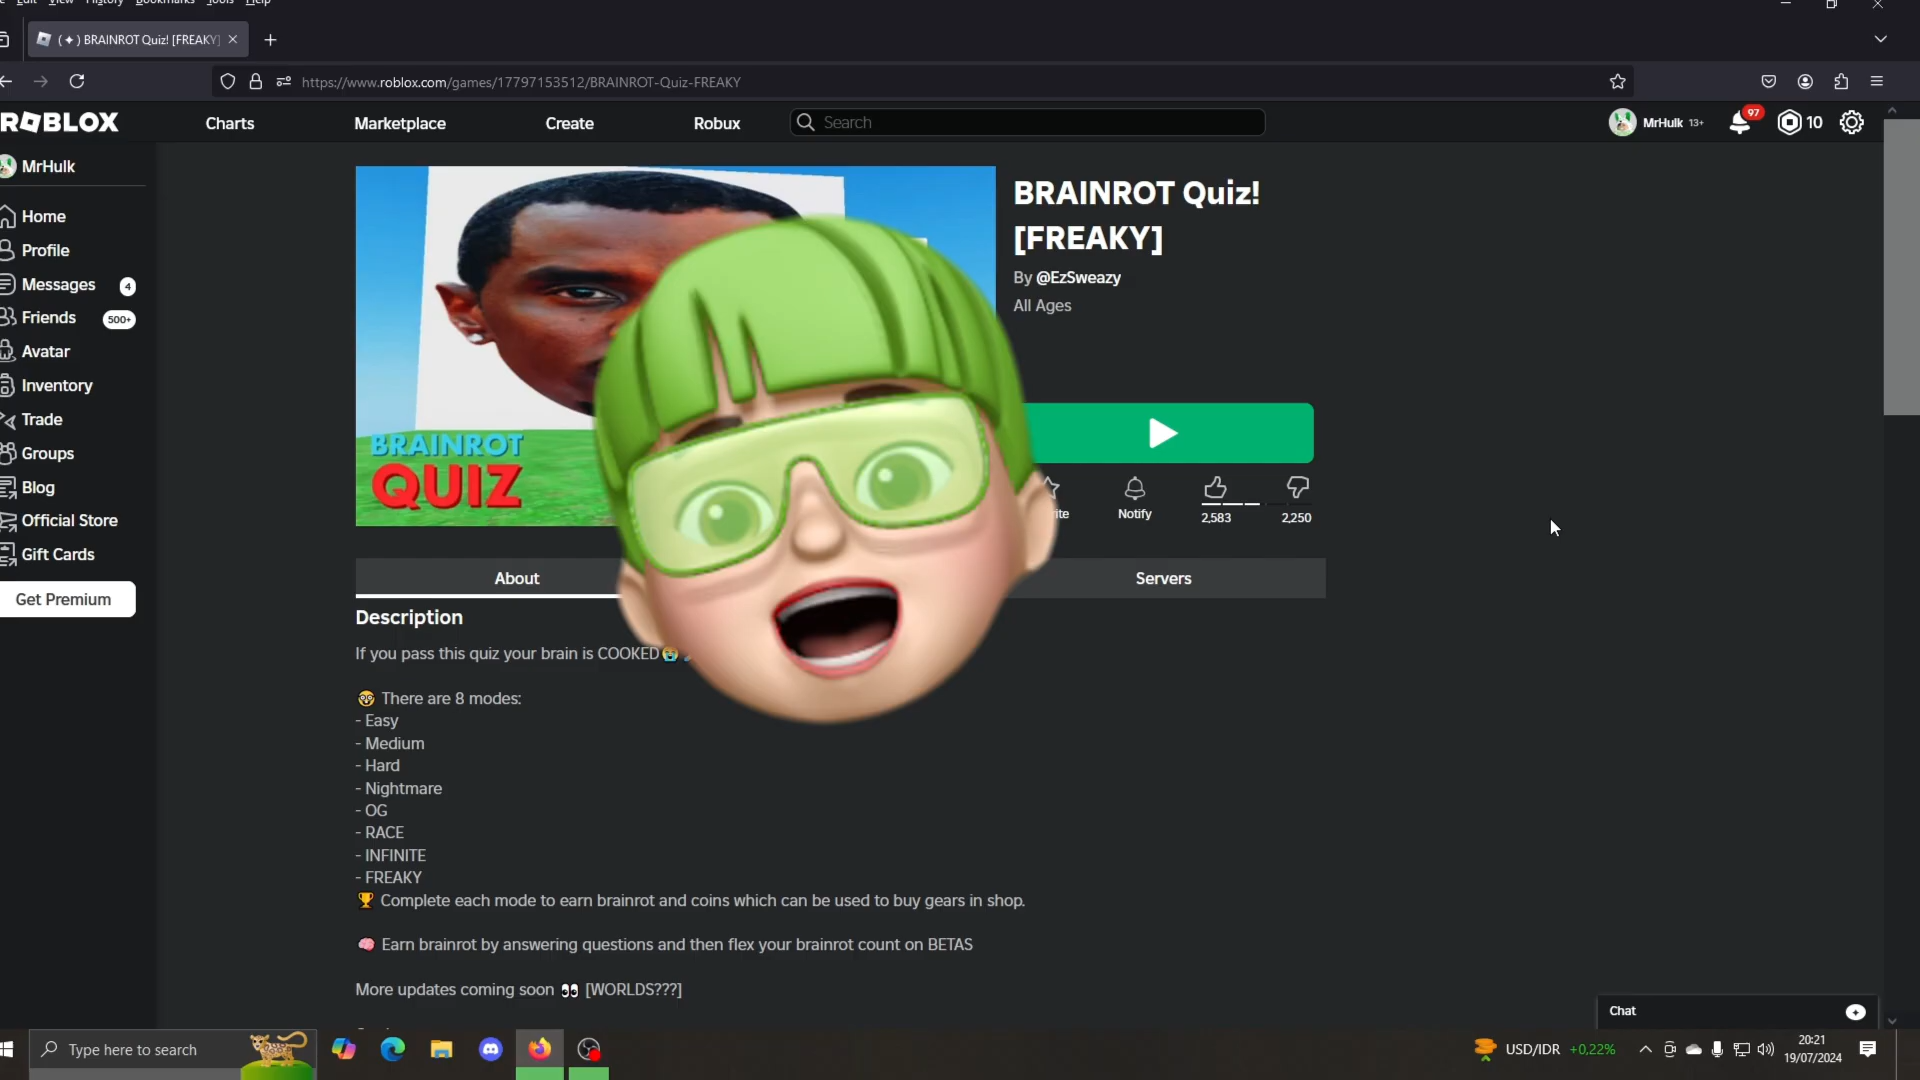 Edit View History Bookmarks Tools Help
(✦) BRAINROT Quiz! [FREAKY]
https://www.roblox.com/games/17797153512/BRAINROT-Quiz-FREAKY
ROBLOX
Charts
Marketplace
Create
Robux
Search
MrHulk 13+
97
10
MrHulk
Home
Profile
Messages 4
Friends 500+
Avatar
Inventory
Trade
Groups
Blog
Official Store
Gift Cards
Get Premium
BRAINROT
QUIZ
BRAINROT Quiz!
[FREAKY]
By @EzSweazy
All Ages
Notify
2,583
2,250
About
Servers
Description
If you pass this quiz your brain is COOKED😭
🤓 There are 8 modes:
- Easy
- Medium
- Hard
- Nightmare
- OG
- RACE
- INFINITE
- FREAKY
🏆 Complete each mode to earn brainrot and coins which can be used to buy gears in shop.
🧠 Earn brainrot by answering questions and then flex your brainrot count on BETAS
More updates coming soon 👀 [WORLDS???]
Chat
Type here to search
USD/IDR +0,22%
20:21
19/07/2024